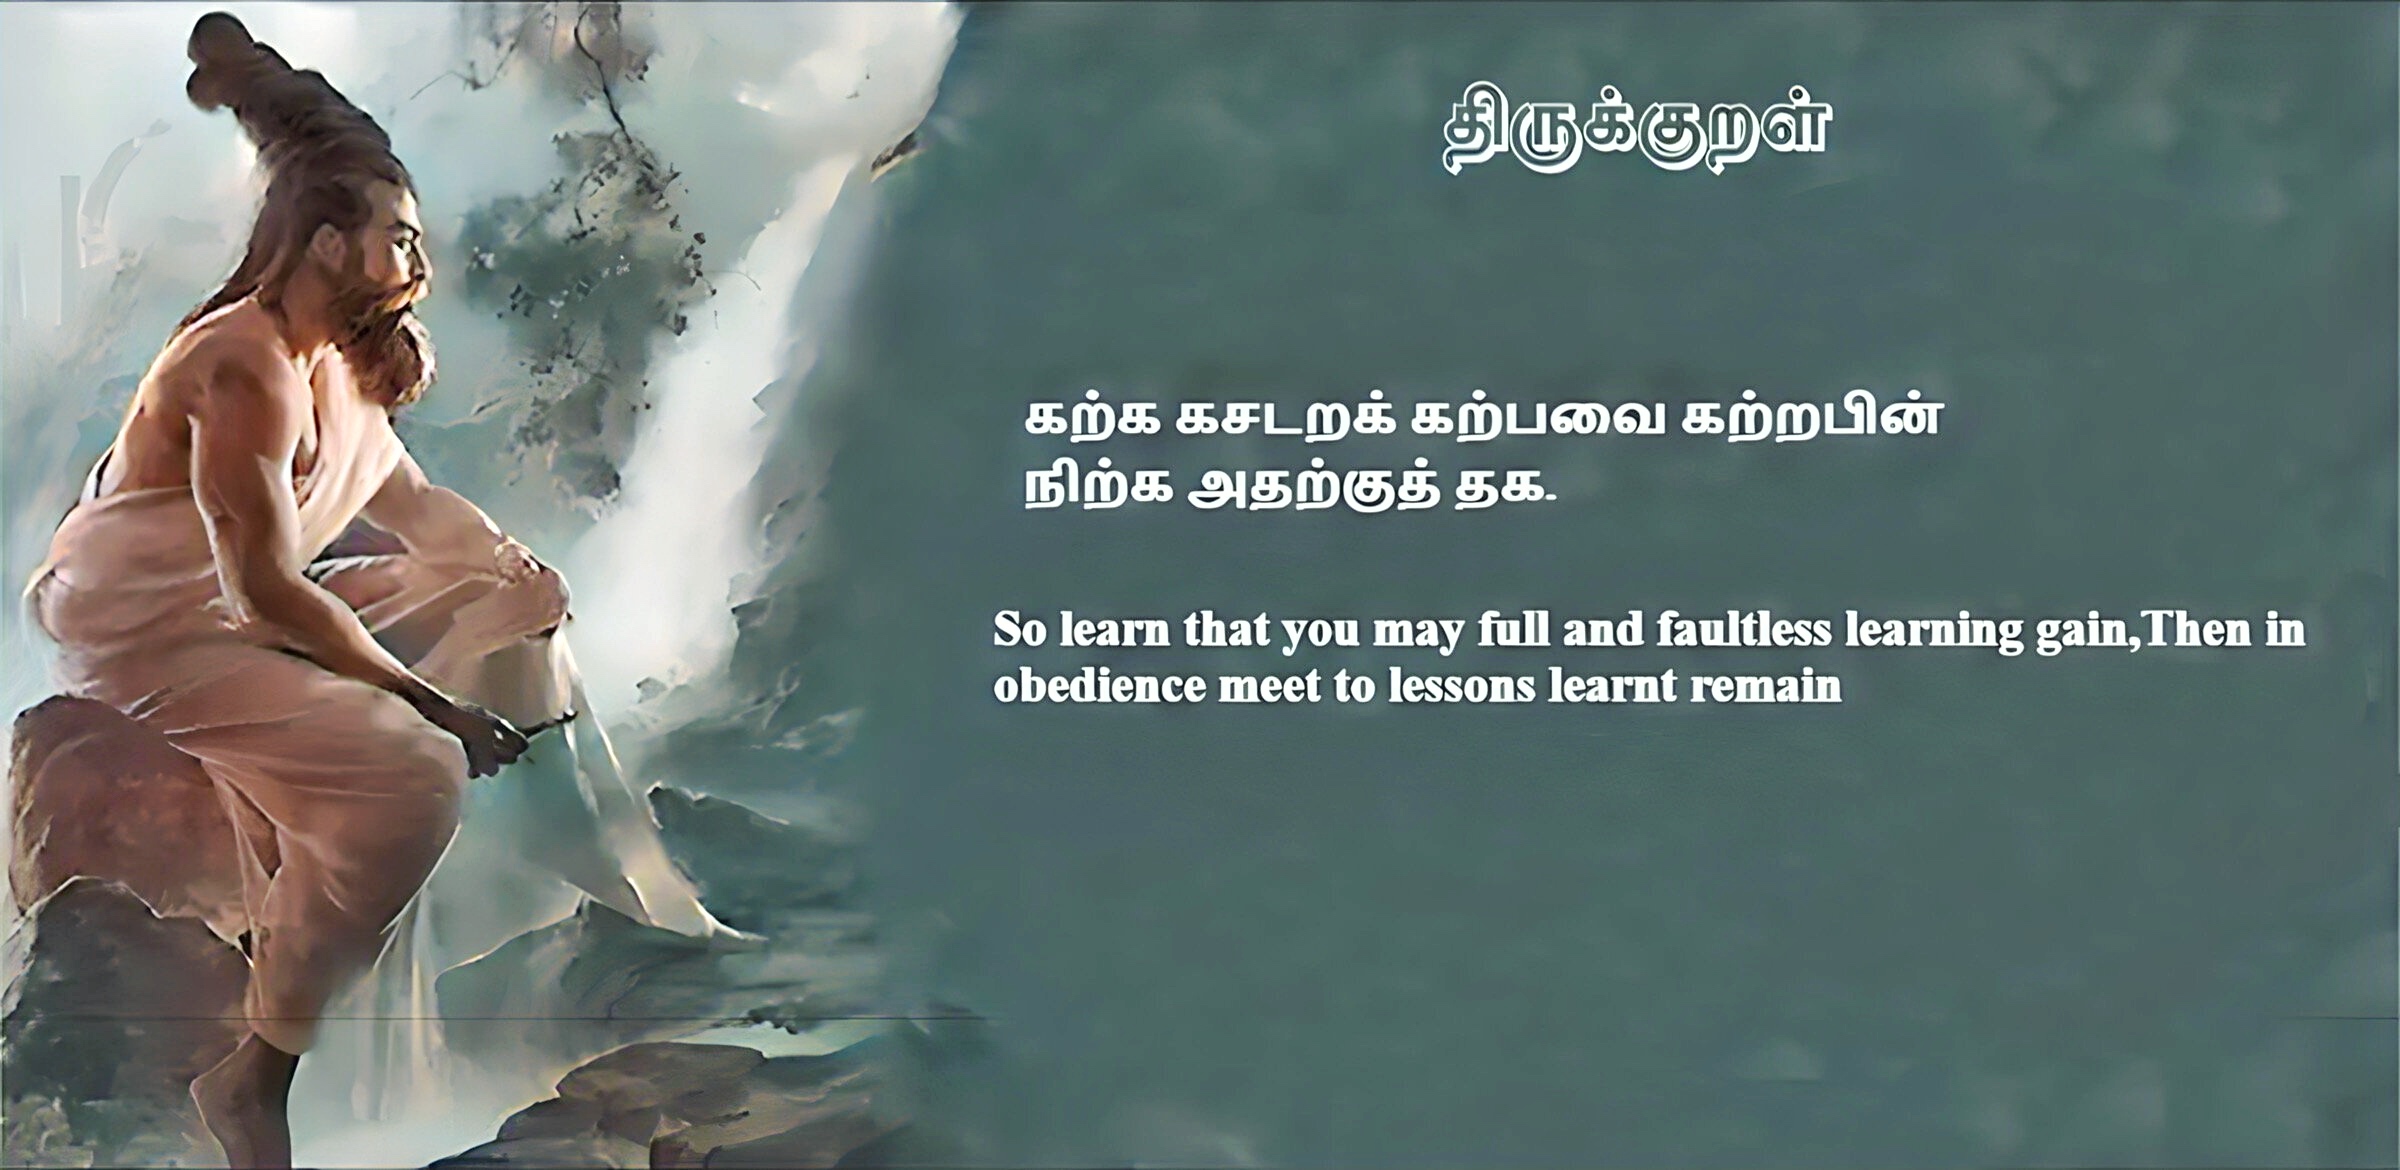 திருக்குறள்
கற்க கசடறக் கற்பவை கற்றபின்
நிற்க அதற்குத் தக.
So learn that you may full and faultless learning gain,Then in
obedience meet to lessons learnt remain